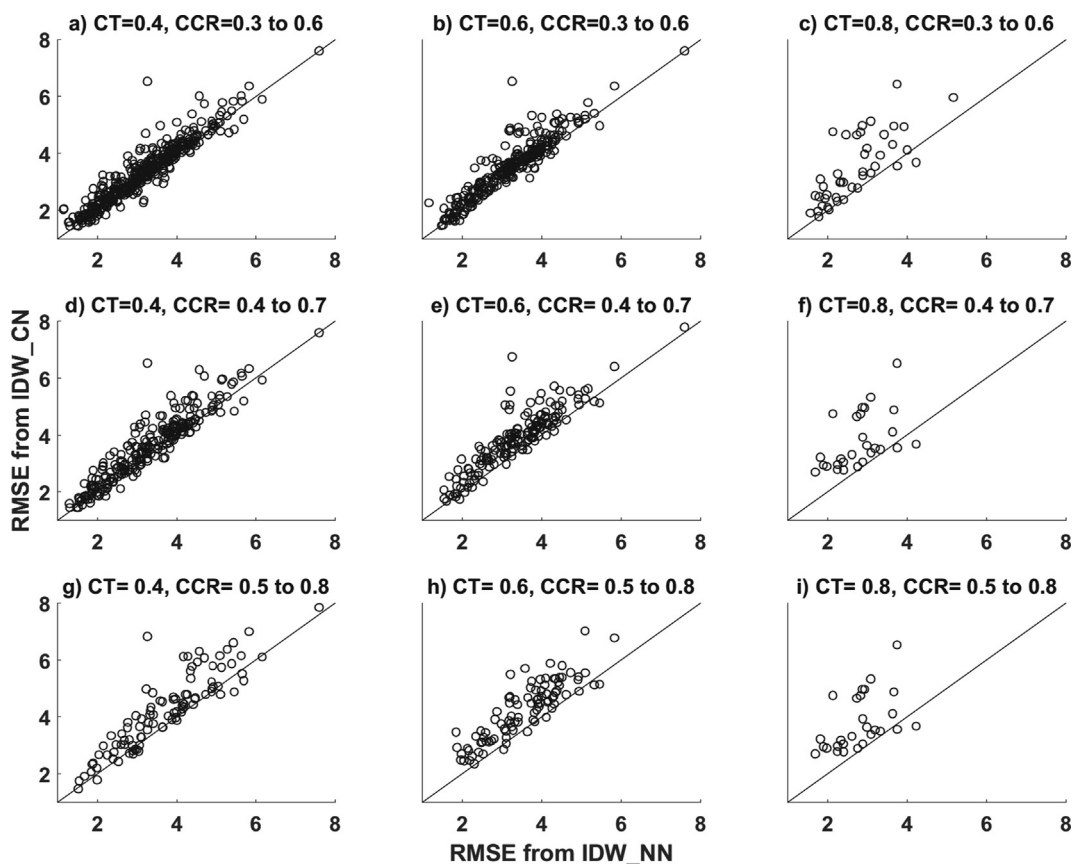 a) CT=0.4, CCR=0.3 to 0.6
b) CT=0.6, CCR=0.3 to 0.6
c) CT=0.8, CCR=0.3 to 0.6
8
6
4
2
2 4 6 8
2 4 6 8
2 4 6 8
d) CT=0.4, CCR= 0.4 to 0.7
e) CT=0.6, CCR= 0.4 to 0.7
f) CT=0.8, CCR= 0.4 to 0.7
RMSE from IDW_CN
8
6
4
2
2 4 6 8
2 4 6 8
2 4 6 8
g) CT= 0.4, CCR= 0.5 to 0.8
h) CT= 0.6, CCR= 0.5 to 0.8
i) CT= 0.8, CCR= 0.5 to 0.8
8
6
4
2
2 4 6 8
2 4 6 8
2 4 6 8
RMSE from IDW_NN